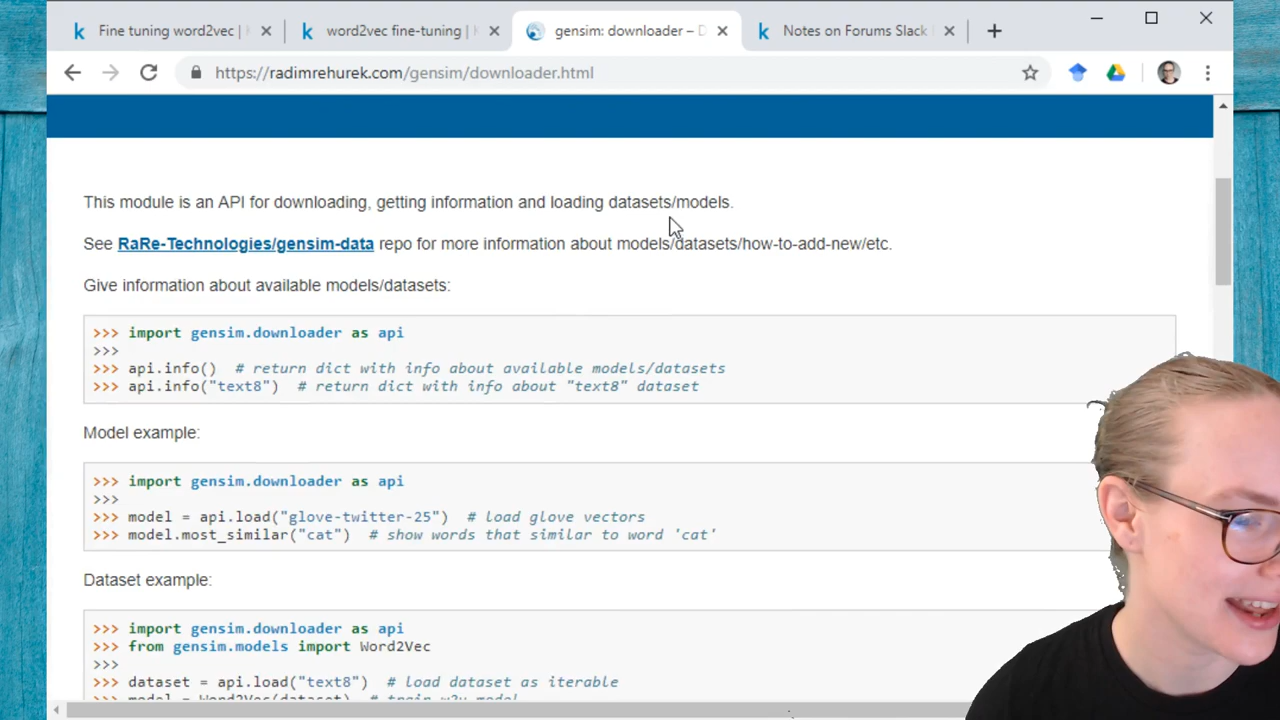 Fine tuning word2vec |
word2vec fine-tuning |
gensim: downloader – D
Notes on Forums Slack
https://radimrehurek.com/gensim/downloader.html
This module is an API for downloading, getting information and loading datasets/models.
See RaRe-Technologies/gensim-data repo for more information about models/datasets/how-to-add-new/etc.
Give information about available models/datasets:
>>> import gensim.downloader as api
>>>
>>> api.info()  # return dict with info about available models/datasets
>>> api.info("text8")  # return dict with info about "text8" dataset
Model example:
>>> import gensim.downloader as api
>>>
>>> model = api.load("glove-twitter-25")  # load glove vectors
>>> model.most_similar("cat")  # show words that similar to word 'cat'
Dataset example:
>>> import gensim.downloader as api
>>> from gensim.models import Word2Vec
>>>
>>> dataset = api.load("text8")  # load dataset as iterable
>>> model = Word2Vec(dataset)  # train w2v model